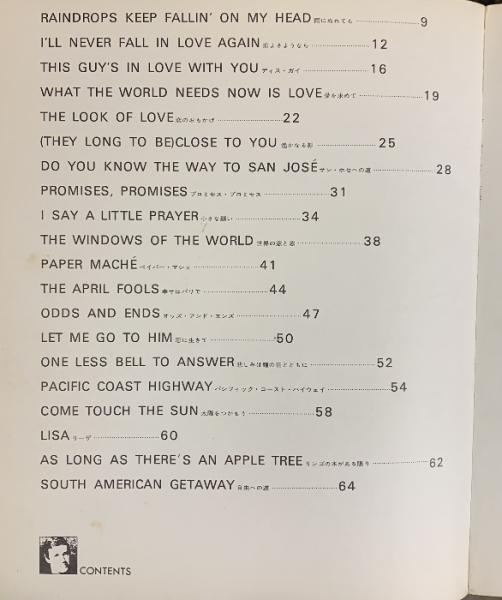 RAINDROPS KEEP FALLIN' ON MY HEAD 雨にぬれても 9
I'LL NEVER FALL IN LOVE AGAIN 恋よさようなら 12
THIS GUY'S IN LOVE WITH YOU ディス・ガイ 16
WHAT THE WORLD NEEDS NOW IS LOVE 愛を求めて 19
THE LOOK OF LOVE 恋のおもかげ 22
(THEY LONG TO BE)CLOSE TO YOU 遥かなる影 25
DO YOU KNOW THE WAY TO SAN JOSÉ サン・ホセへの道 28
PROMISES, PROMISES プロミセス・プロミセス 31
I SAY A LITTLE PRAYER 小さな願い 34
THE WINDOWS OF THE WORLD 世界の窓と窓 38
PAPER MACHÉ ペイパー・マシェ 41
THE APRIL FOOLS 幸せはパリで 44
ODDS AND ENDS オッズ・アンド・エンズ 47
LET ME GO TO HIM 恋に生きて 50
ONE LESS BELL TO ANSWER 悲しみは鐘の音とともに 52
PACIFIC COAST HIGHWAY パシフィック・コースト・ハイウェイ 54
COME TOUCH THE SUN 太陽をつかもう 58
LISA リーザ 60
AS LONG AS THERE'S AN APPLE TREE リンゴの木がある限り 62
SOUTH AMERICAN GETAWAY 自由への道 64
CONTENTS